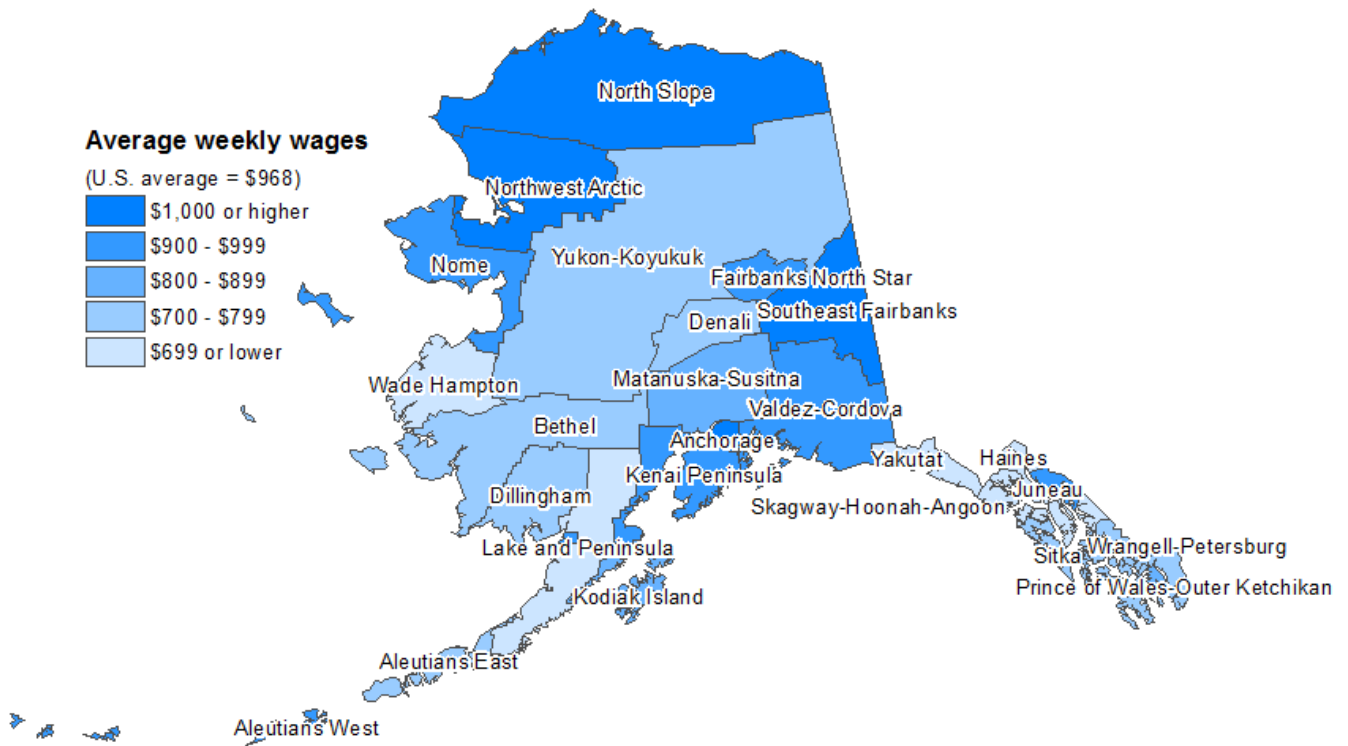 North Slope
Average weekly wages
(U.S. average = $968)
$1,000 or higher
$900 - $999
$800 - $899
$700 - $799
$699 or lower
Northwest Arctic
Nome
Yukon-Koyukuk
Fairbanks North Star
Denali
Southeast Fairbanks
Wade Hampton
Matanuska-Susitna
Valdez-Cordova
Bethel
Anchorage
Yakutat
Haines
Kenai Peninsula
Dillingham
Juneau
Skagway-Hoonah-Angoon
Lake and Peninsula
Sitka
Wrangell-Petersburg
Prince of Wales-Outer Ketchikan
Kodiak Island
Aleutians East
Aleutians West